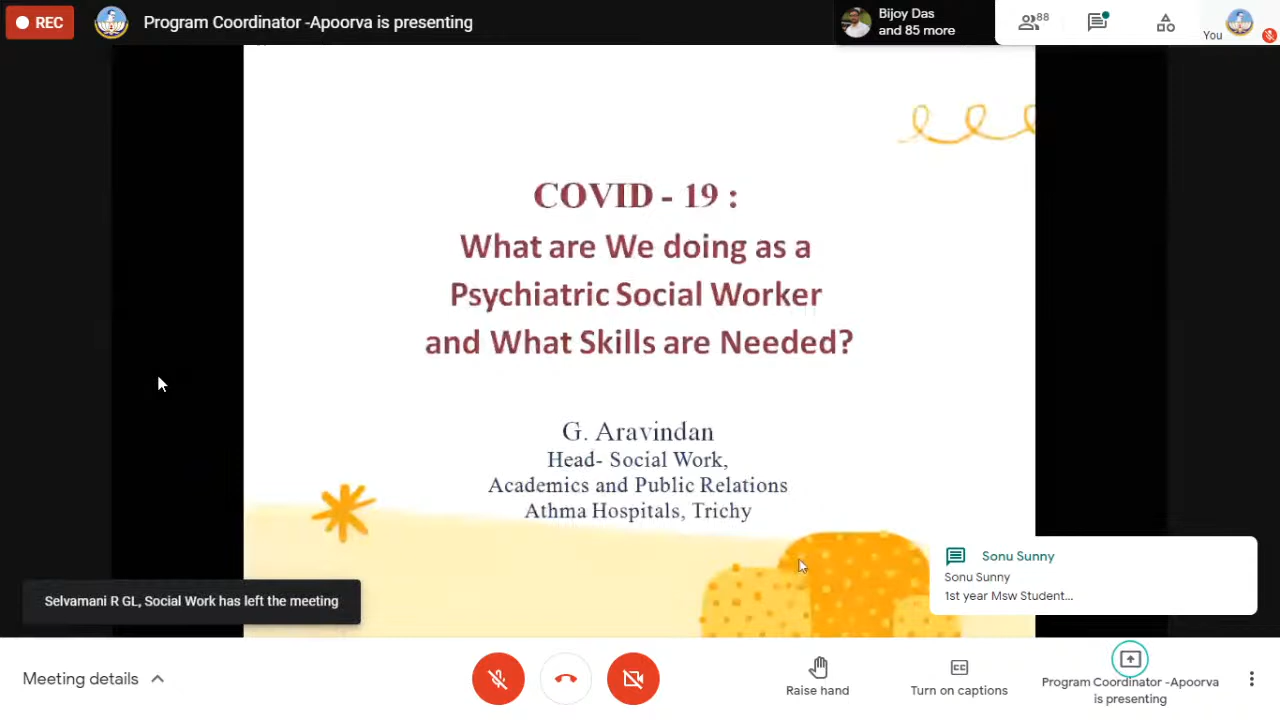 REC
Program Coordinator -Apoorva is presenting
Bijoy Das
and 85 more
88
You
COVID - 19 :
What are We doing as a
Psychiatric Social Worker
and What Skills are Needed?
G. Aravindan
Head- Social Work,
Academics and Public Relations
Athma Hospitals, Trichy
Sonu Sunny
Sonu Sunny
1st year Msw Student...
Selvamani R GL, Social Work has left the meeting
Meeting details
Raise hand
CC
Turn on captions
Program Coordinator -Apoorva
is presenting